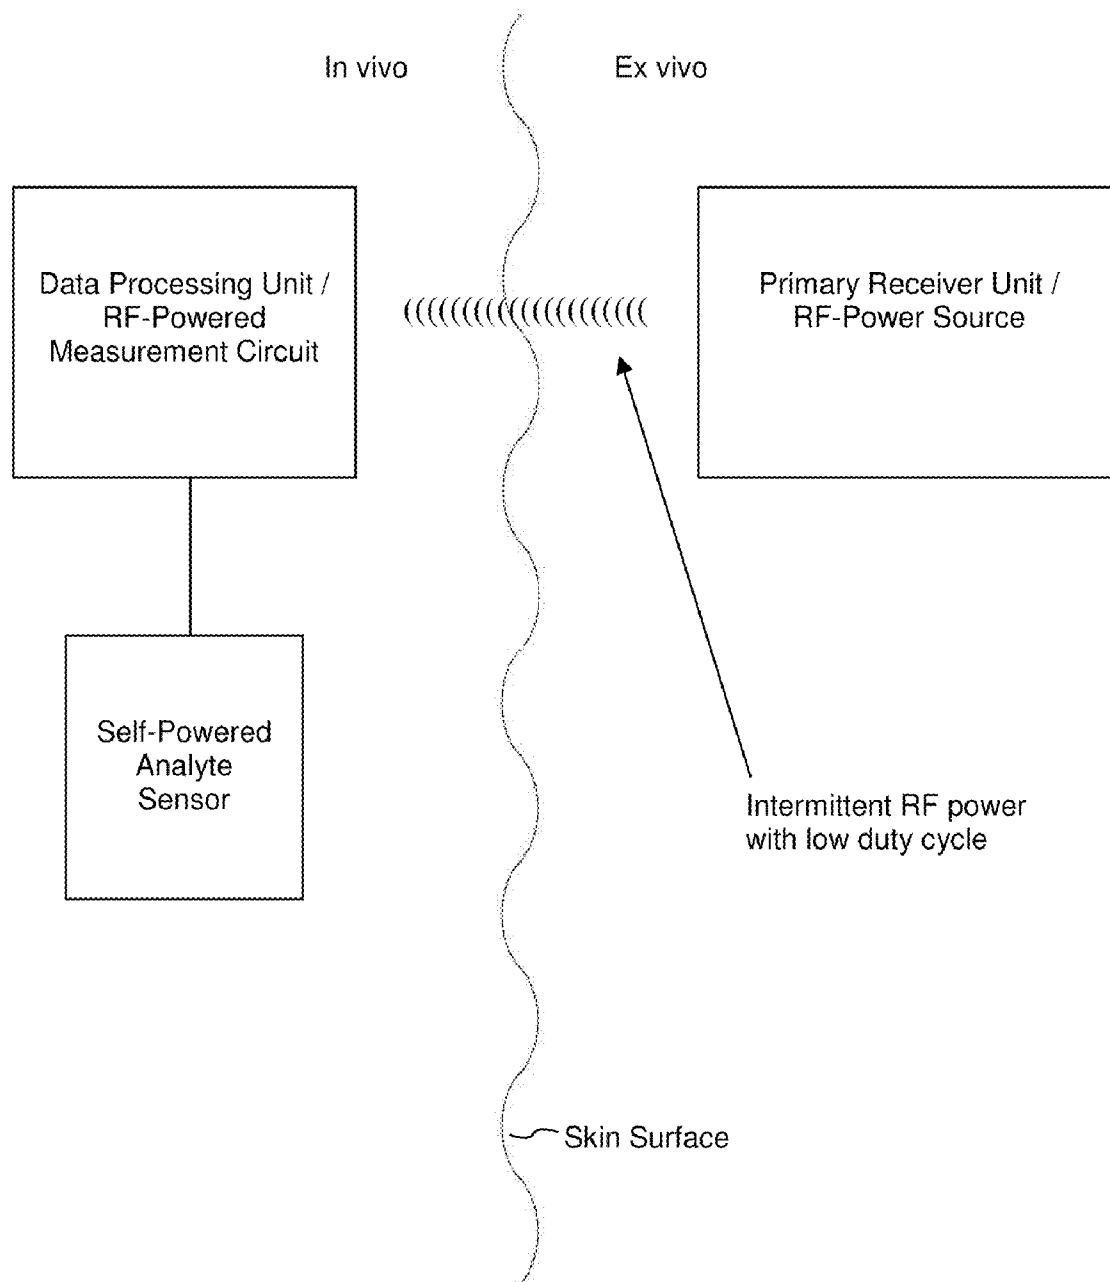 In vivo
Ex vivo
Data Processing Unit /
RF-Powered
Measurement Circuit
Primary Receiver Unit /
RF-Power Source
Self-Powered
Analyte
Sensor
Intermittent RF power
with low duty cycle
Skin Surface